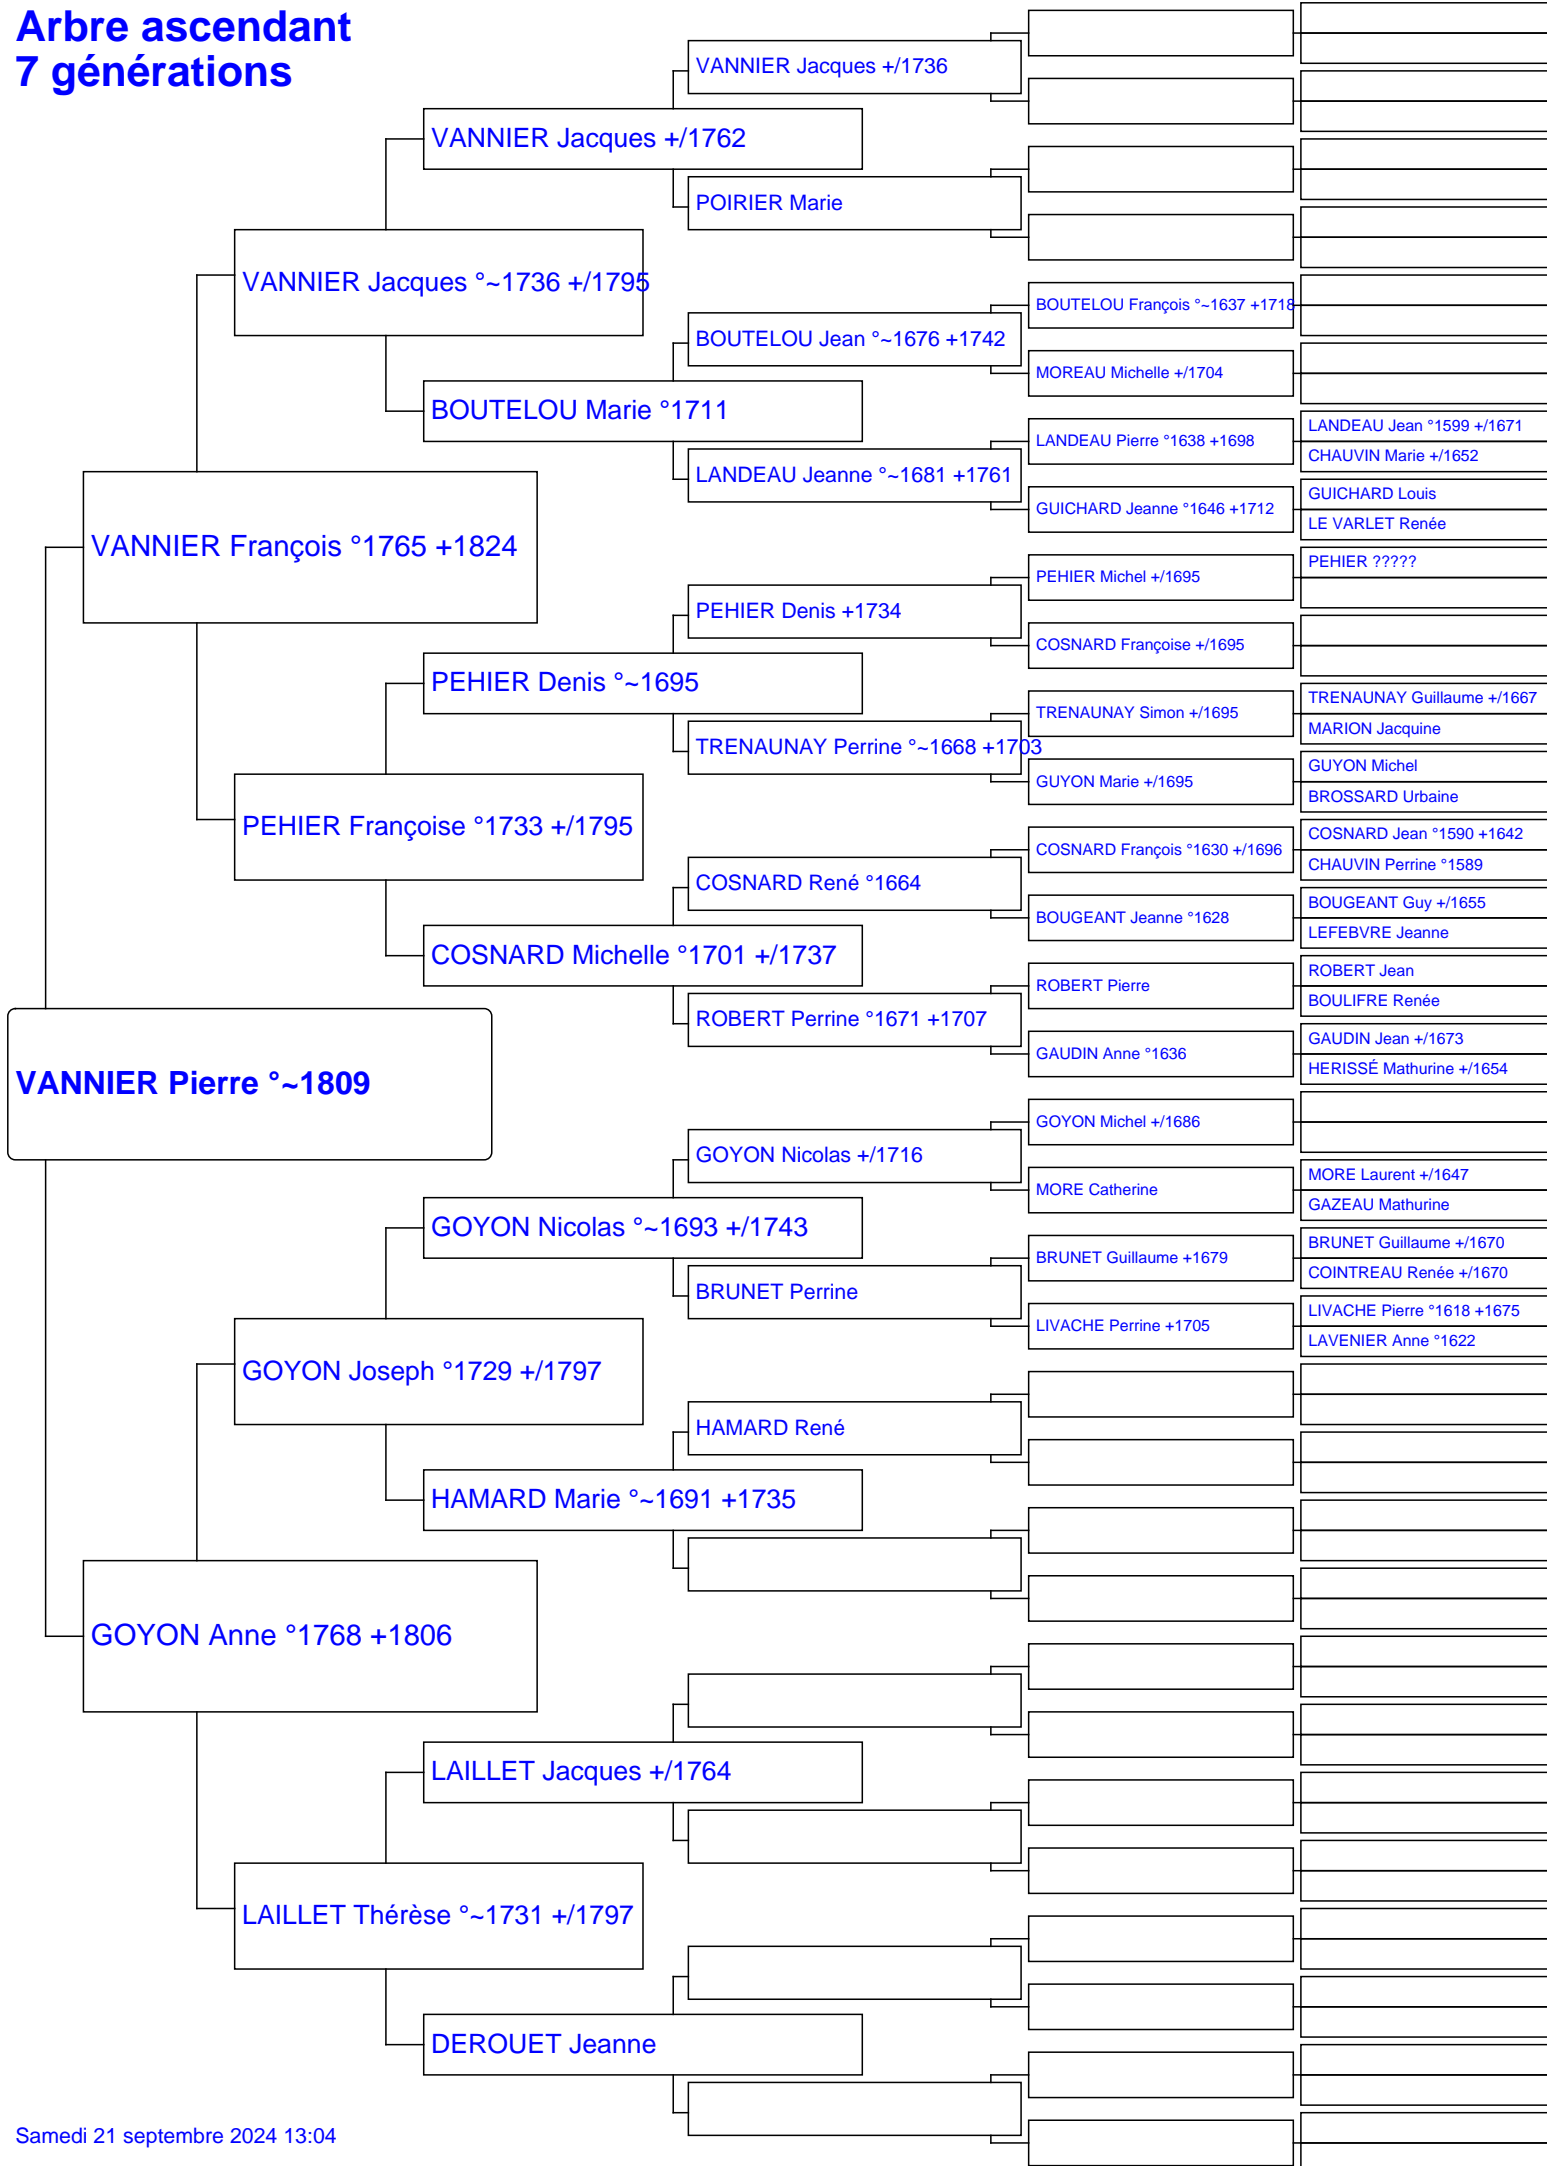 Arbre ascendant
7 générations
VANNIER Jacques +/1736
VANNIER Jacques +/1762
POIRIER Marie
VANNIER Jacques °~1736 +/1795
BOUTELOU François °~1637 +1718
BOUTELOU Jean °~1676 +1742
MOREAU Michelle +/1704
BOUTELOU Marie °1711
LANDEAU Jean °1599 +/1671
LANDEAU Pierre °1638 +1698
CHAUVIN Marie +/1652
LANDEAU Jeanne °~1681 +1761
GUICHARD Louis
GUICHARD Jeanne °1646 +1712
LE VARLET Renée
VANNIER François °1765 +1824
PEHIER ?????
PEHIER Michel +/1695
PEHIER Denis +1734
COSNARD Françoise +/1695
PEHIER Denis °~1695
TRENAUNAY Guillaume +/1667
TRENAUNAY Simon +/1695
MARION Jacquine
TRENAUNAY Perrine °~1668 +1703
GUYON Michel
GUYON Marie +/1695
BROSSARD Urbaine
PEHIER Françoise °1733 +/1795
COSNARD Jean °1590 +1642
COSNARD François °1630 +/1696
CHAUVIN Perrine °1589
COSNARD René °1664
BOUGEANT Guy +/1655
BOUGEANT Jeanne °1628
LEFEBVRE Jeanne
COSNARD Michelle °1701 +/1737
ROBERT Jean
ROBERT Pierre
BOULIFRE Renée
ROBERT Perrine °1671 +1707
GAUDIN Jean +/1673
GAUDIN Anne °1636
HERISSÉ Mathurine +/1654
VANNIER Pierre °~1809
GOYON Michel +/1686
GOYON Nicolas +/1716
MORE Laurent +/1647
MORE Catherine
GAZEAU Mathurine
GOYON Nicolas °~1693 +/1743
BRUNET Guillaume +/1670
BRUNET Guillaume +1679
COINTREAU Renée +/1670
BRUNET Perrine
LIVACHE Pierre °1618 +1675
LIVACHE Perrine +1705
LAVENIER Anne °1622
GOYON Joseph °1729 +/1797
HAMARD René
HAMARD Marie °~1691 +1735
GOYON Anne °1768 +1806
LAILLET Jacques +/1764
LAILLET Thérèse °~1731 +/1797
DEROUET Jeanne
Samedi 21 septembre 2024 13:04